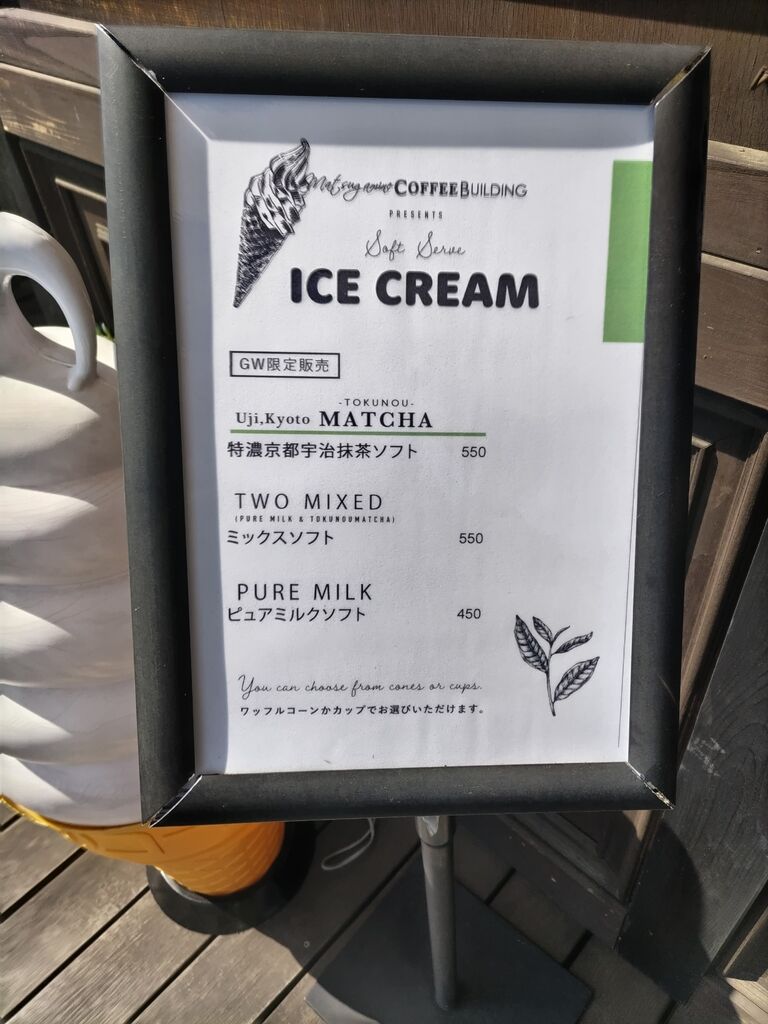 Matsugamine COFFEE BUILDING
PRESENTS
Soft Serve
ICE CREAM
GW限定販売
-TOKUNOU-
Uji,Kyoto MATCHA
特濃京都宇治抹茶ソフト 550
TWO MIXED
(PURE MILK & TOKUNOUMATCHA)
ミックスソフト 550
PURE MILK
ピュアミルクソフト 450
You can choose from cones or cups.
ワッフルコーンかカップでお選びいただけます。